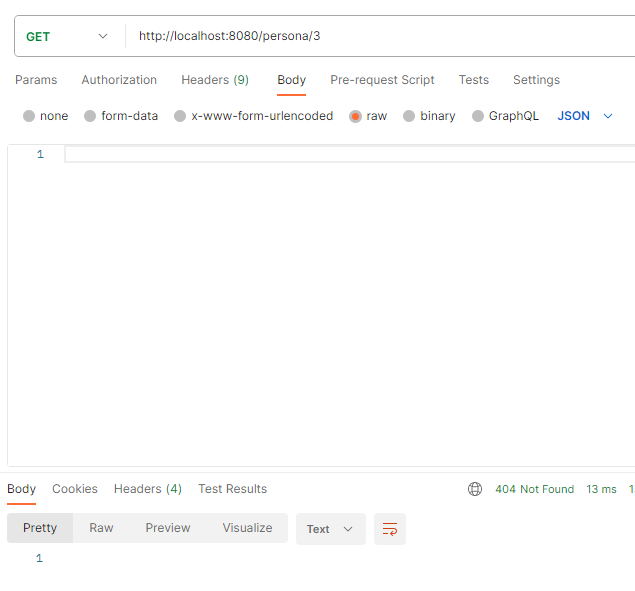 GET http://localhost:8080/persona/3
Params Authorization Headers (9) Body Pre-request Script Tests Settings
none form-data x-www-form-urlencoded raw binary GraphQL JSON
1
Body Cookies Headers (4) Test Results 404 Not Found 13 ms 1
Pretty Raw Preview Visualize Text
1